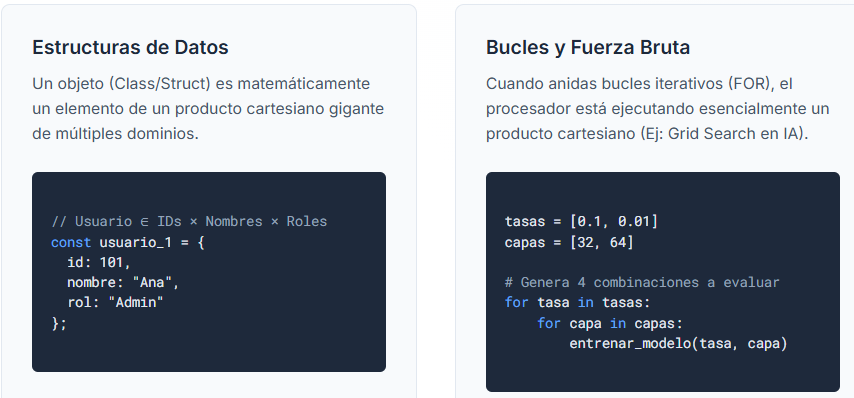 Estructuras de Datos
Un objeto (Class/Struct) es matemáticamente
un elemento de un producto cartesiano gigante
de múltiples dominios.
// Usuario ∈ IDs × Nombres × Roles
const usuario_1 = {
  id: 101,
  nombre: "Ana",
  rol: "Admin"
};
Bucles y Fuerza Bruta
Cuando anidas bucles iterativos (FOR), el
procesador está ejecutando esencialmente un
producto cartesiano (Ej: Grid Search en IA).
tasas = [0.1, 0.01]
capas = [32, 64]
# Genera 4 combinaciones a evaluar
for tasa in tasas:
    for capa in capas:
        entrenar_modelo(tasa, capa)